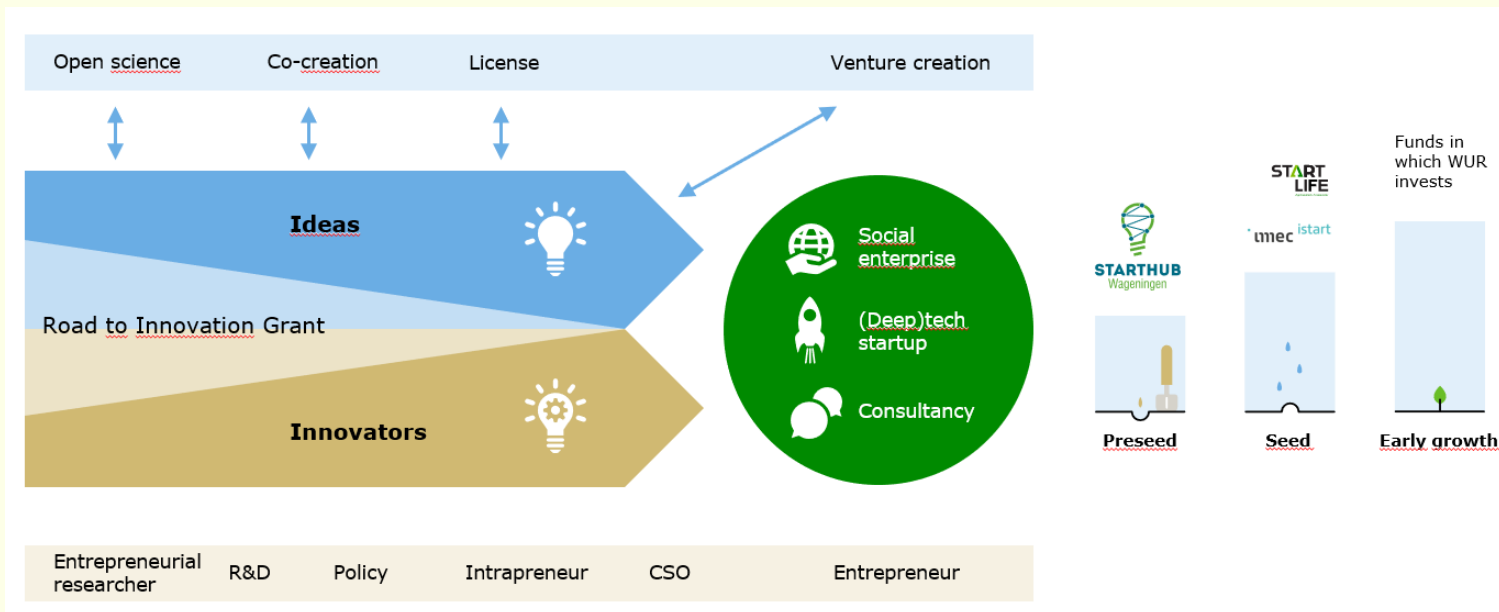 Open science
Co-creation
License
Venture creation
Ideas
Road to Innovation Grant
Innovators
Social
enterprise
(Deep)tech
startup
Consultancy
Entrepreneurial
researcher
R&D
Policy
Intrapreneur
CSO
Entrepreneur
STARTHUB
Wageningen
Preseed
START
LIFE
imec istart
Seed
Funds in
which WUR
invests
Early growth